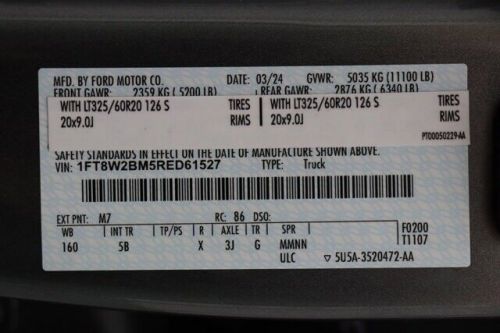 MFD. BY FORD MOTOR CO. DATE: 03/24 GVWR: 5035 KG (11100 LB)
FRONT GAWR: 2359 KG ( 5200 LB) REAR GAWR: 2876 KG ( 6340 LB)
WITH LT325/60R20 126 S TIRES WITH LT325/60R20 126 S TIRES
20x9.0J RIMS 20x9.0J RIMS
PT00050229-AA
SAFETY STANDARDS IN EFFECT ON THE DATE OF MANUFACTURE SHOWN ABOVE.
VIN: 1FT8W2BM5RED61527 TYPE: Truck
EXT PNT: M7 RC: 86 DSO:
WB INT TR TP/PS R AXLE TR SPR F0200
160 5B X 3J G MMNN T1107
ULC ▽ 5U5A-3520472-AA